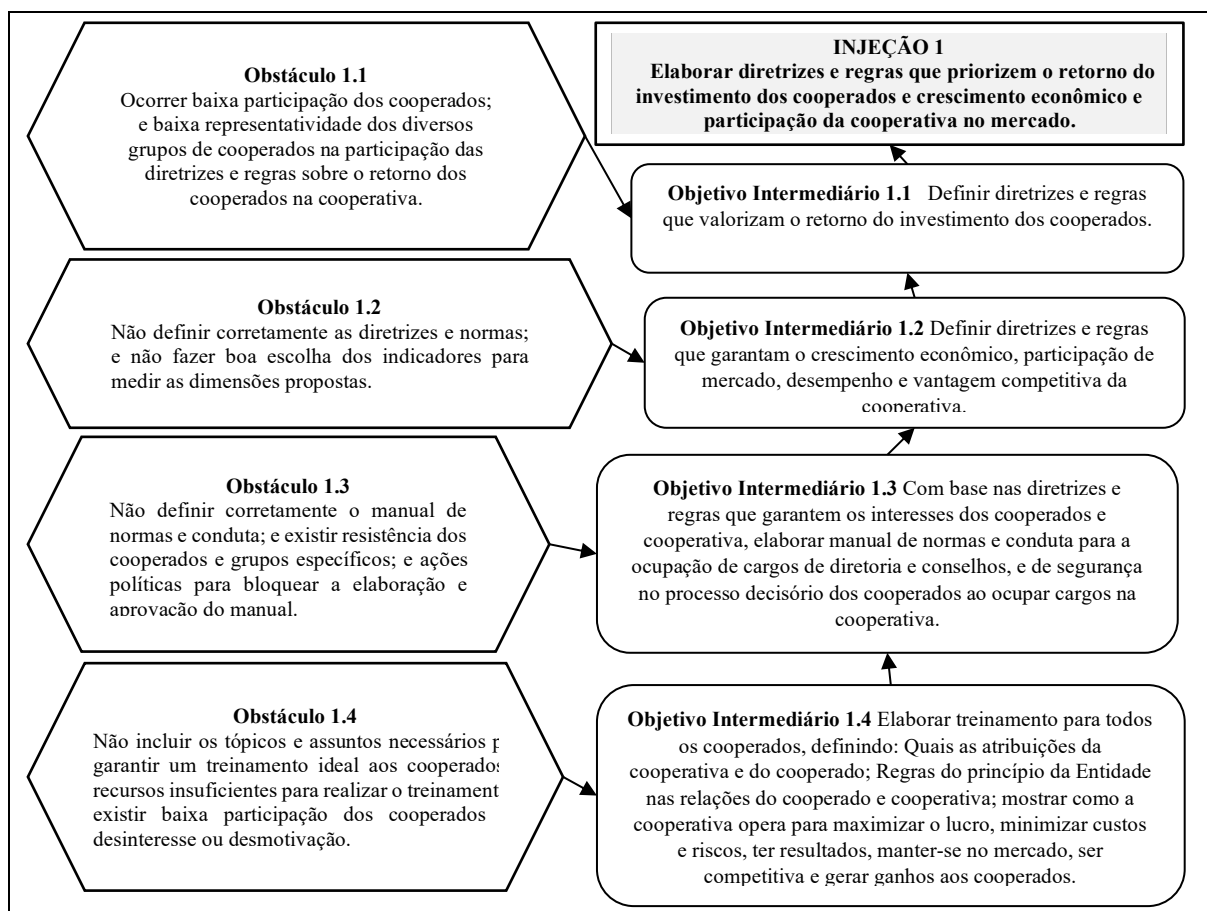 Obstáculo 1.1
Ocorrer baixa participação dos cooperados;
e baixa representatividade dos diversos
grupos de cooperados na participação das
diretrizes e regras sobre o retorno dos
cooperados na cooperativa.
INJEÇÃO 1
Elaborar diretrizes e regras que priorizem o retorno do
investimento dos cooperados e crescimento econômico e
participação da cooperativa no mercado.
Objetivo Intermediário 1.1 Definir diretrizes e regras
que valorizam o retorno do investimento dos cooperados.
Obstáculo 1.2
Não definir corretamente as diretrizes e normas;
e não fazer boa escolha dos indicadores para
medir as dimensões propostas.
Objetivo Intermediário 1.2 Definir diretrizes e regras
que garantam o crescimento econômico, participação de
mercado, desempenho e vantagem competitiva da
cooperativa.
Obstáculo 1.3
Não definir corretamente o manual de
normas e conduta; e existir resistência dos
cooperados e grupos específicos; e ações
políticas para bloquear a elaboração e
aprovação do manual.
Objetivo Intermediário 1.3 Com base nas diretrizes e
regras que garantem os interesses dos cooperados e
cooperativa, elaborar manual de normas e conduta para a
ocupação de cargos de diretoria e conselhos, e de segurança
no processo decisório dos cooperados ao ocupar cargos na
cooperativa.
Obstáculo 1.4
Não incluir os tópicos e assuntos necessários
garantir um treinamento ideal aos cooperados
recursos insuficientes para realizar o treinament
existir baixa participação dos cooperados
desinteresse ou desmotivação.
Objetivo Intermediário 1.4 Elaborar treinamento para todos
os cooperados, definindo: Quais as atribuições da
cooperativa e do cooperado; Regras do princípio da Entidade
nas relações do cooperado e cooperativa; mostrar como a
cooperativa opera para maximizar o lucro, minimizar custos
e riscos, ter resultados, manter-se no mercado, ser
competitiva e gerar ganhos aos cooperados.